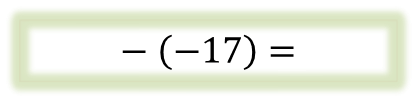 − (−17) =